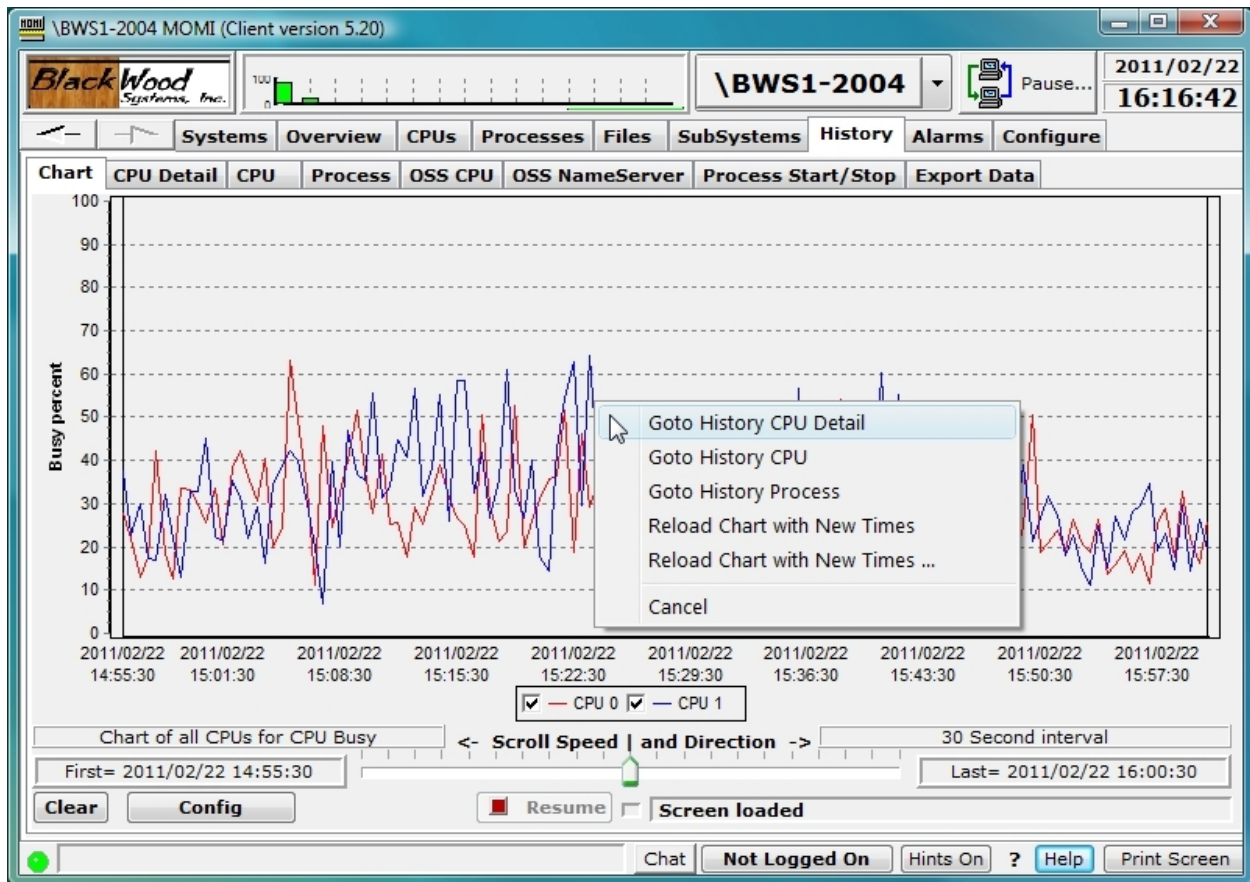 MOMI
\BWS1-2004 MOMI (Client version 5.20)
BlackWood
Systems, Inc.
100
0
\BWS1-2004
Pause...
2011/02/22
16:16:42
Systems Overview CPUs Processes Files SubSystems History Alarms Configure
Chart CPU Detail CPU Process OSS CPU OSS NameServer Process Start/Stop Export Data
Busy percent
100
90
80
70
60
50
40
30
20
10
0
Goto History CPU Detail
Goto History CPU
Goto History Process
Reload Chart with New Times
Reload Chart with New Times ...
Cancel
2011/02/22 2011/02/22 2011/02/22 2011/02/22 2011/02/22 2011/02/22 2011/02/22 2011/02/22 2011/02/22 2011/02/22
14:55:30 15:01:30 15:08:30 15:15:30 15:22:30 15:29:30 15:36:30 15:43:30 15:50:30 15:57:30
CPU 0 CPU 1
Chart of all CPUs for CPU Busy
<- Scroll Speed | and Direction ->
30 Second interval
First= 2011/02/22 14:55:30
Last= 2011/02/22 16:00:30
Clear Config Resume Screen loaded
Chat Not Logged On Hints On ? Help Print Screen